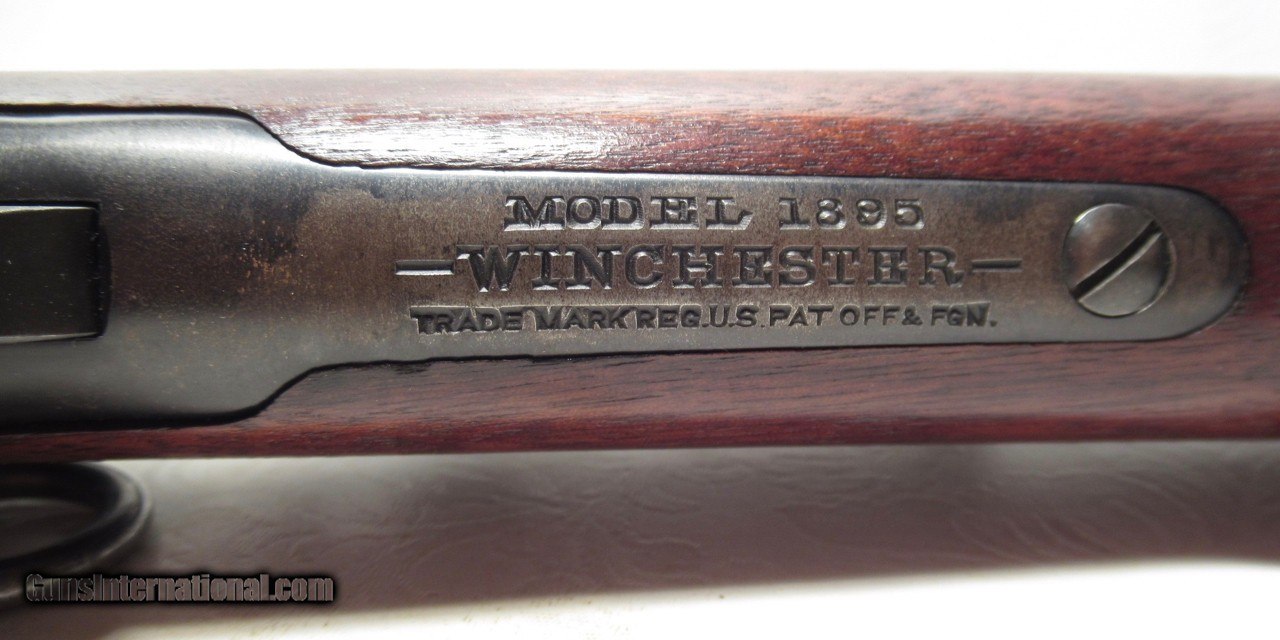 MODEL 1895
—WINCHESTER—
TRADE MARK REG. U.S. PAT OFF & FGN.
GunsInternational.com